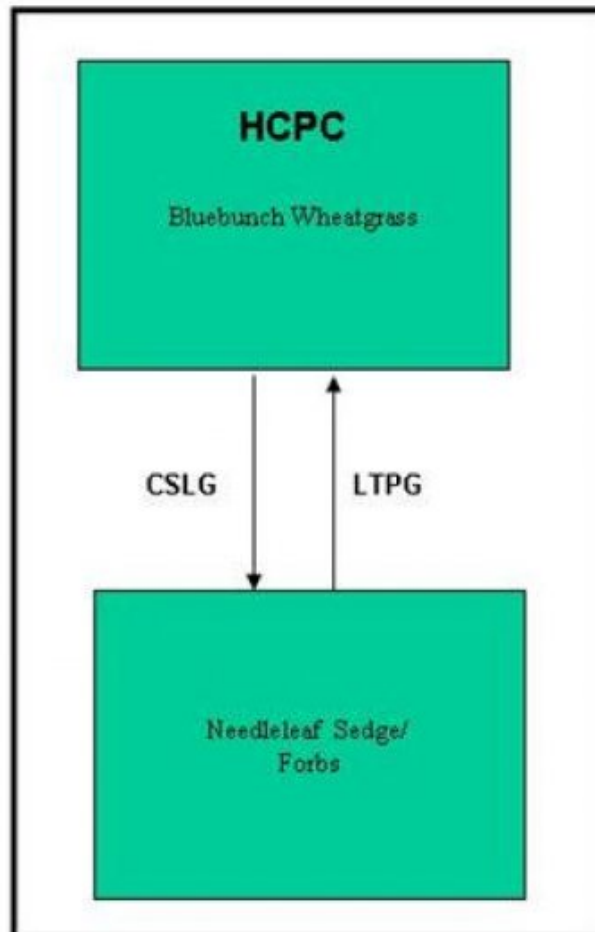 HCPC
Bluebunch Wheatgrass
CSLG
LTPG
Needleleaf Sedge/
Forbs